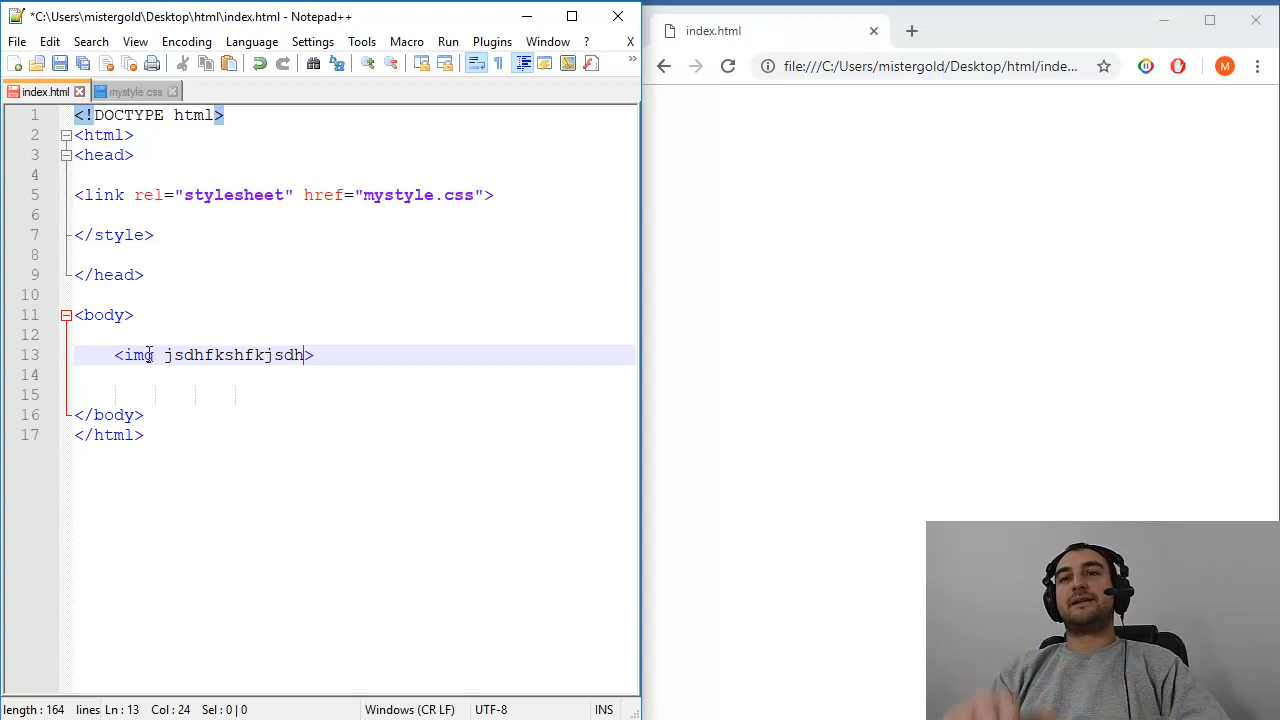 *C:\Users\mistergold\Desktop\html\index.html - Notepad++
File Edit Search View Encoding Language Settings Tools Macro Run Plugins Window ? X
index.html mystyle.css
1 <!DOCTYPE html>
2 <html>
3 <head>
4
5 <link rel="stylesheet" href="mystyle.css">
6
7 </style>
8
9 </head>
10
11 <body>
12
13 <img jsdhfkshfkjsdh>
14
15
16 </body>
17 </html>
length : 164 lines Ln : 13 Col : 24 Sel : 0 | 0 Windows (CR LF) UTF-8 INS
index.html
file:///C:/Users/mistergold/Desktop/html/inde... M